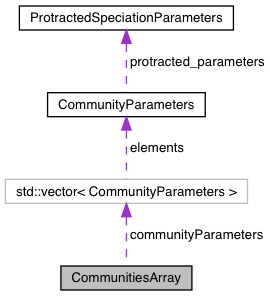 ProtractedSpeciationParameters
protracted_parameters
CommunityParameters
elements
std::vector< CommunityParameters >
communityParameters
CommunitiesArray